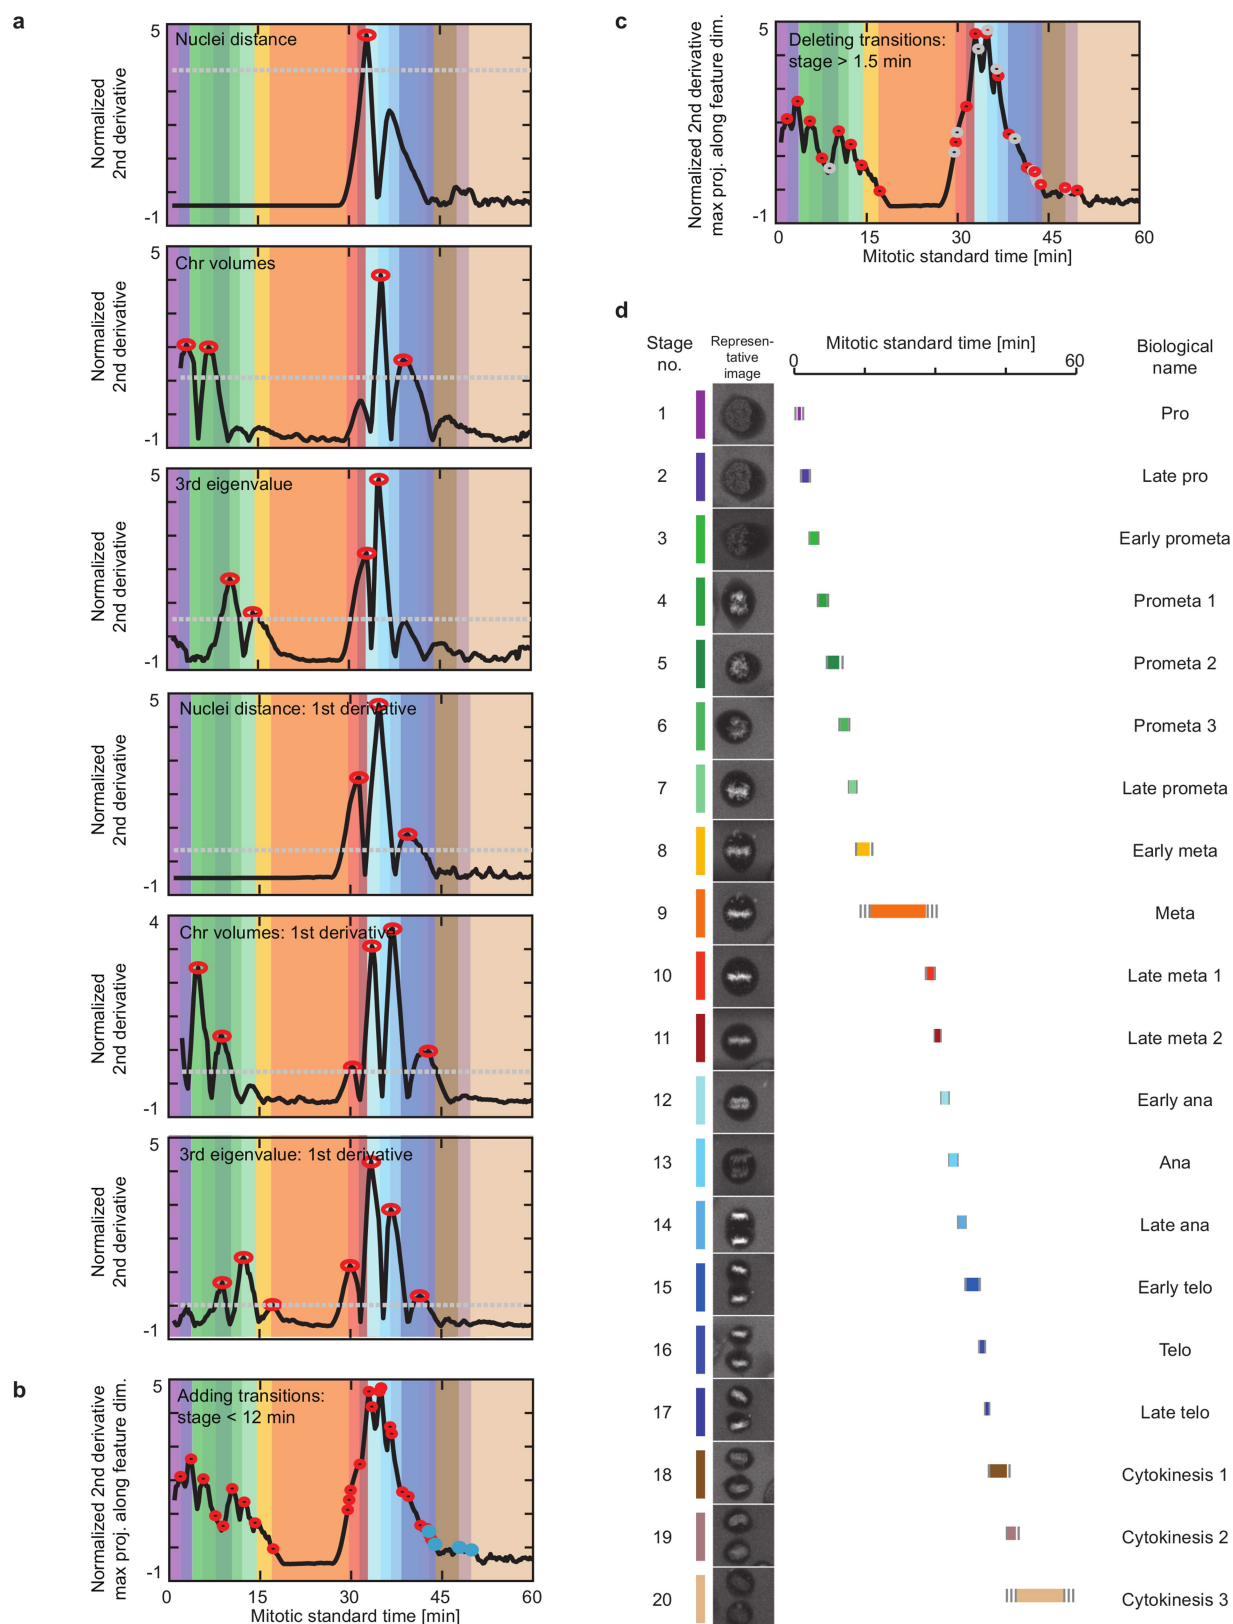 a
5
Nuclei distance
Normalized
2nd derivative
-1
5
Chr volumes
Normalized
2nd derivative
-1
5
3rd eigenvalue
Normalized
2nd derivative
-1
0
15
30
45
60
5
Nuclei distance: 1st derivative
Normalized
2nd derivative
-1
4
Chr volumes: 1st derivative
Normalized
2nd derivative
-1
5
3rd eigenvalue: 1st derivative
Normalized
2nd derivative
-1
b
5
Adding transitions:
stage < 12 min
Normalized 2nd derivative
max proj. along feature dim.
-1
0 15 30 45 60
Mitotic standard time [min]
c
5
Deleting transitions:
stage > 1.5 min
Normalized 2nd derivative
max proj. along feature dim.
-1
0 15 30 45 60
Mitotic standard time [min]
d
Stage
no.
Represen-
tative
image
Mitotic standard time [min]
0 60
Biological
name
1 Pro
2 Late pro
3 Early prometa
4 Prometa 1
5 Prometa 2
6 Prometa 3
7 Late prometa
8 Early meta
9 Meta
10 Late meta 1
11 Late meta 2
12 Early ana
13 Ana
14 Late ana
15 Early telo
16 Telo
17 Late telo
18 Cytokinesis 1
19 Cytokinesis 2
20 Cytokinesis 3